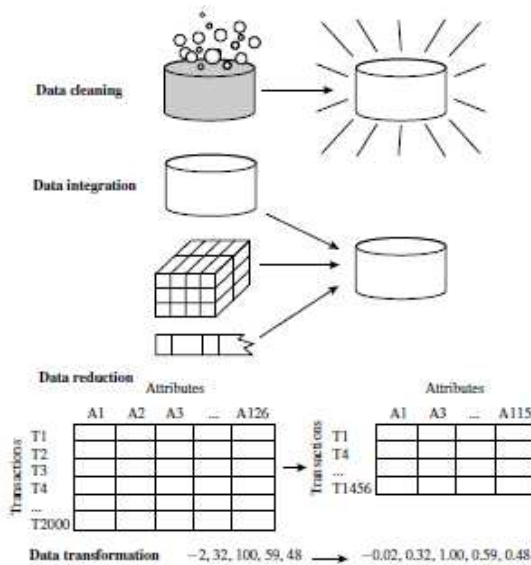 Data cleaning
Data integration
Data reduction
Attributes
Attributes
A1 A2 A3 ... A126
A1 A3 ... A115
Transactions
T1
T2
T3
T4
...
T2000
Transactions
T1
T4
...
T1456
Data transformation −2, 32, 100, 59, 48 −0.02, 0.32, 1.00, 0.59, 0.48